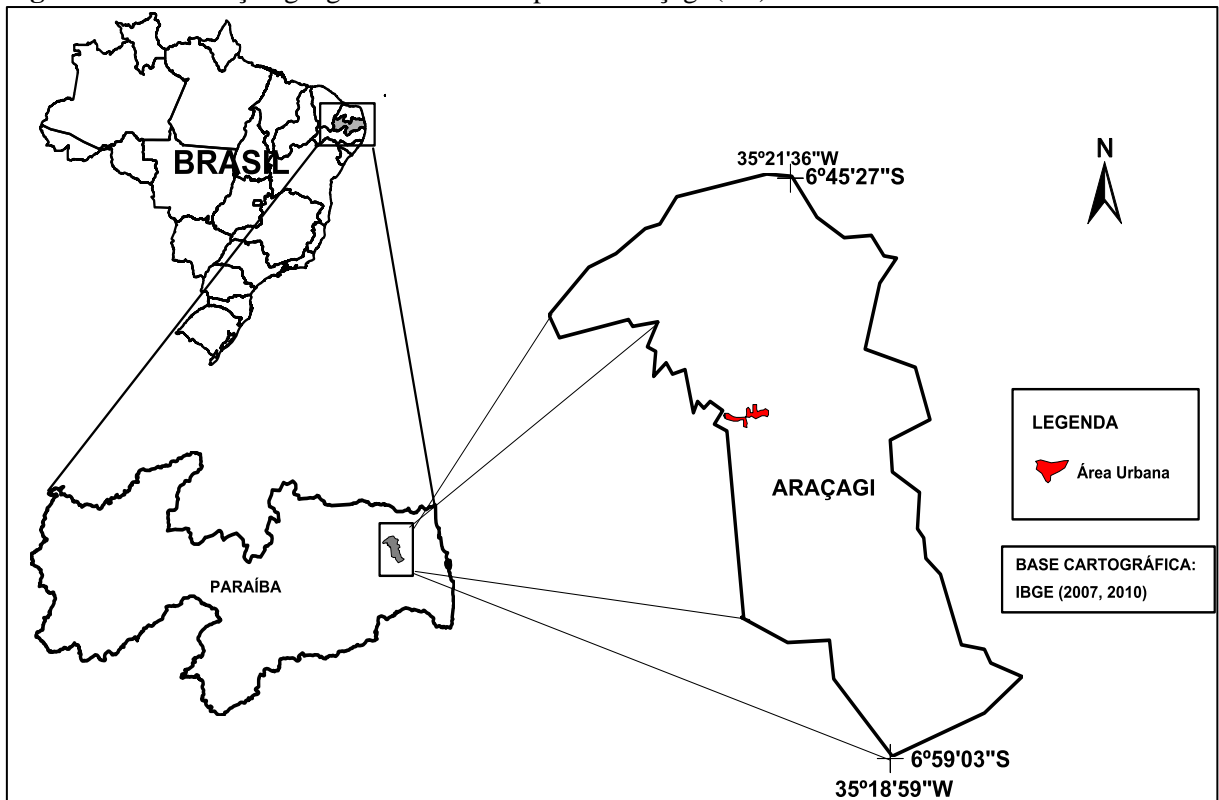 BRASIL
N
35º21'36"W
6º45'27"S
LEGENDA
Área Urbana
ARAÇAGI
BASE CARTOGRÁFICA:
IBGE (2007, 2010)
PARAÍBA
6º59'03"S
35º18'59"W